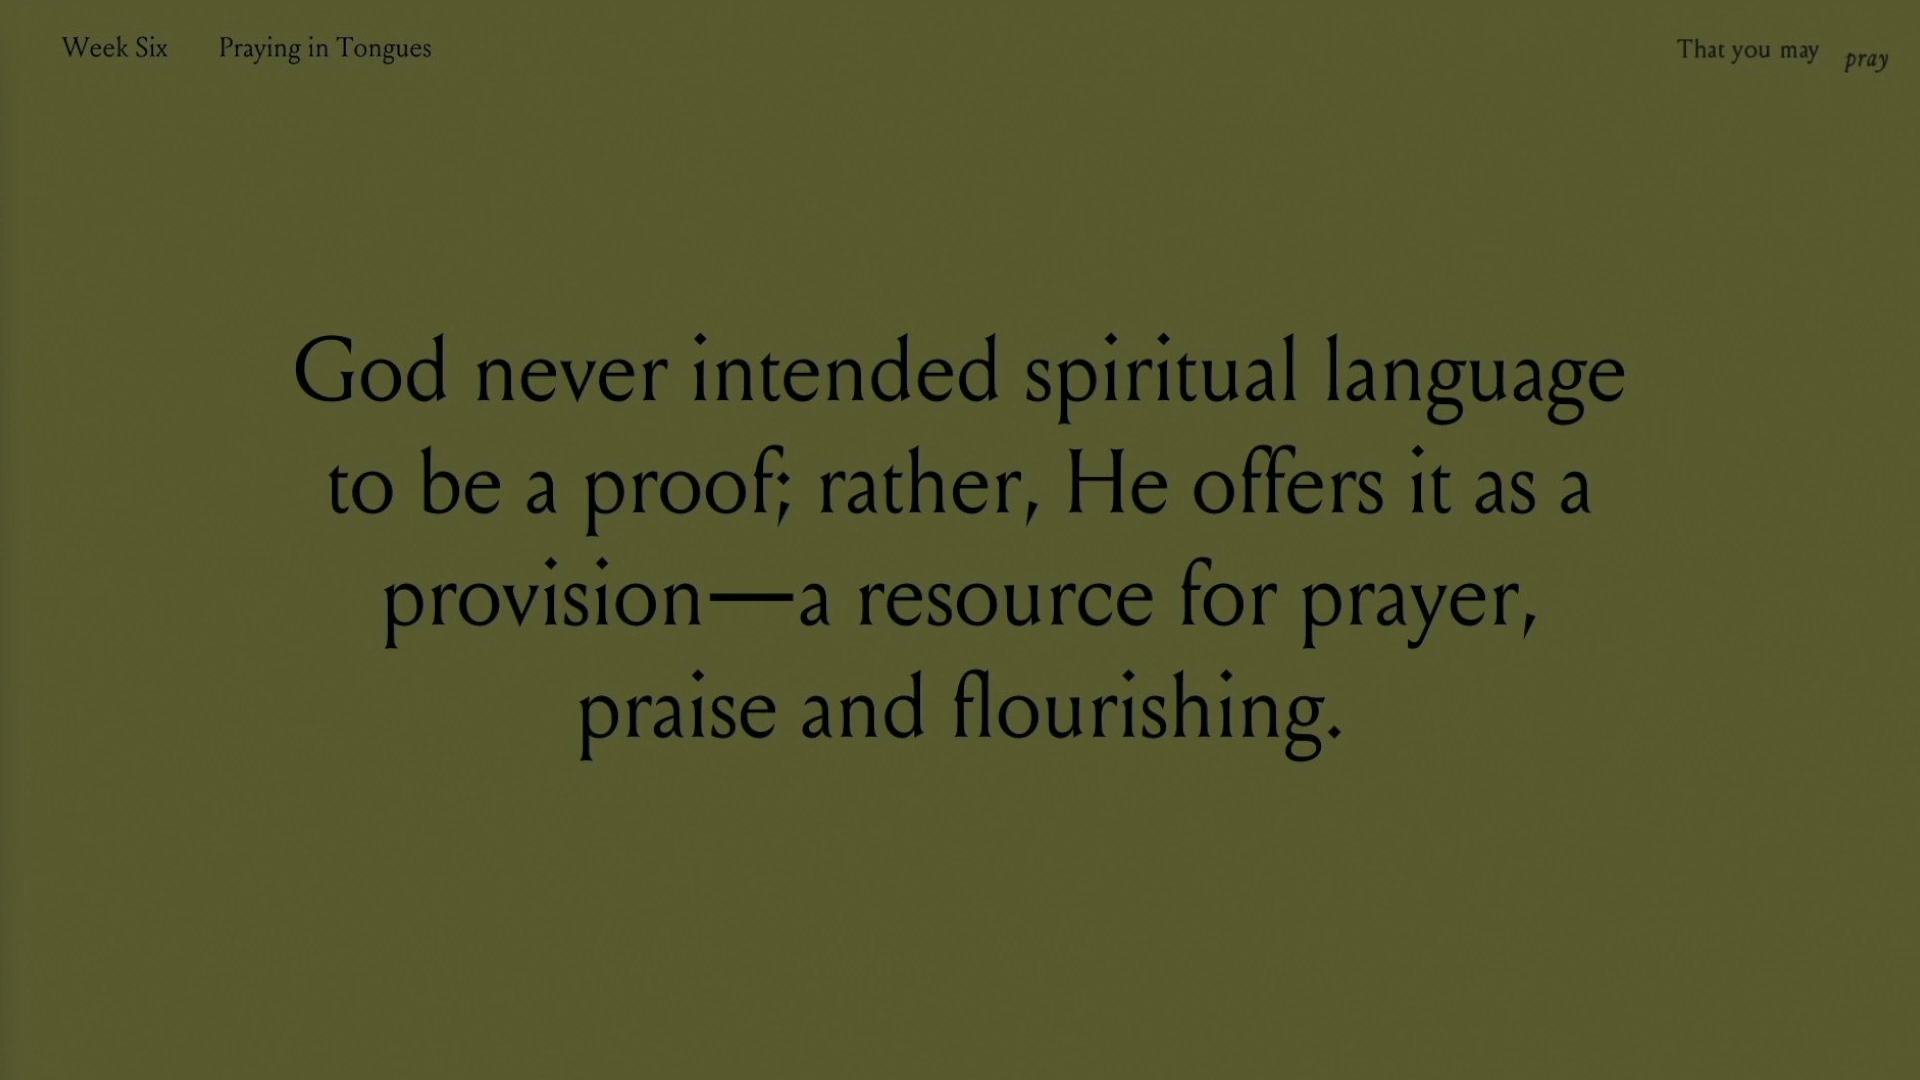 Week Six Praying in Tongues That you may pray
God never intended spiritual language
to be a proof; rather, He offers it as a
provision—a resource for prayer,
praise and flourishing.